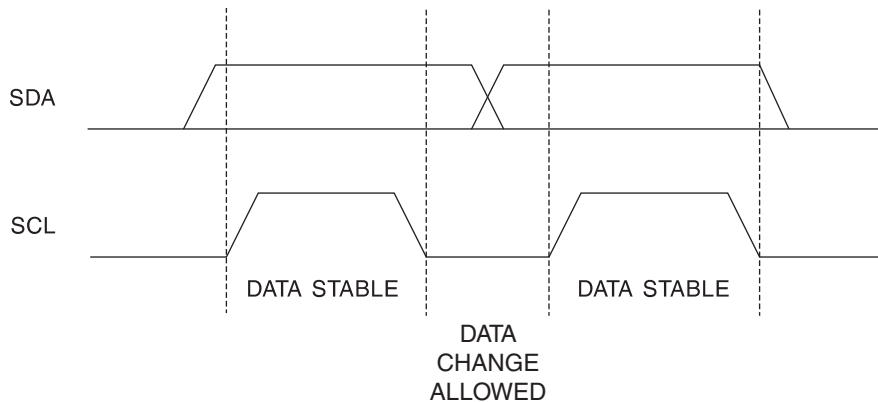 SDA
SCL
DATA STABLE
DATA STABLE
DATA
CHANGE
ALLOWED